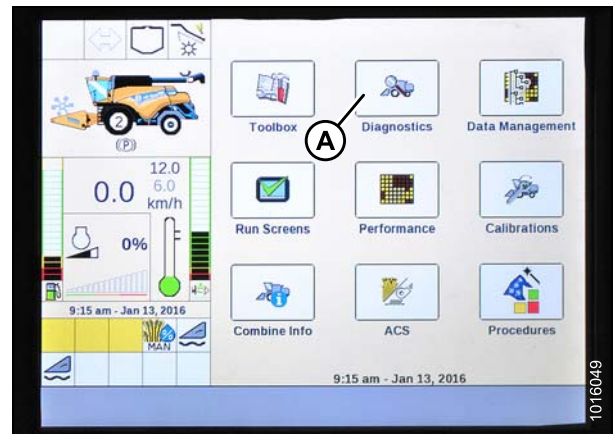 2
(P)
12.0
0.0 6.0
km/h
0%
9:15 am - Jan 13, 2016
MAN
Toolbox
Diagnostics
Data Management
A
Run Screens
Performance
Calibrations
Combine Info
ACS
Procedures
9:15 am - Jan 13, 2016
1016049